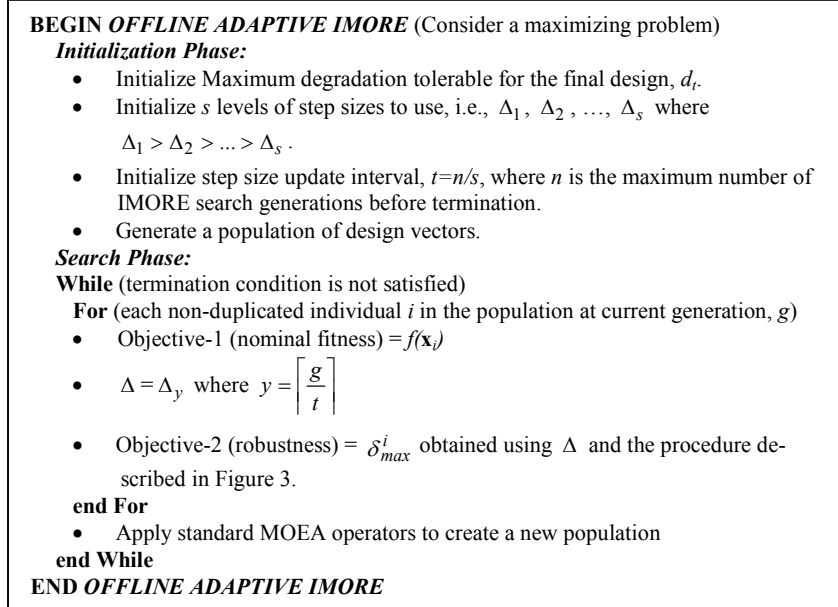 BEGIN OFFLINE ADAPTIVE IMORE (Consider a maximizing problem)
Initialization Phase:
• Initialize Maximum degradation tolerable for the final design, dₜ.
• Initialize s levels of step sizes to use, i.e., Δ₁ , Δ₂ , …, Δₛ where
Δ₁ > Δ₂ > ... > Δₛ .
• Initialize step size update interval, t=n/s, where n is the maximum number of
IMORE search generations before termination.
• Generate a population of design vectors.
Search Phase:
While (termination condition is not satisfied)
For (each non-duplicated individual i in the population at current generation, g)
• Objective-1 (nominal fitness) = f(xᵢ)
• Δ = Δ_y where y = ⌈g/t⌉
• Objective-2 (robustness) = δ^i_max obtained using Δ and the procedure de-
scribed in Figure 3.
end For
• Apply standard MOEA operators to create a new population
end While
END OFFLINE ADAPTIVE IMORE